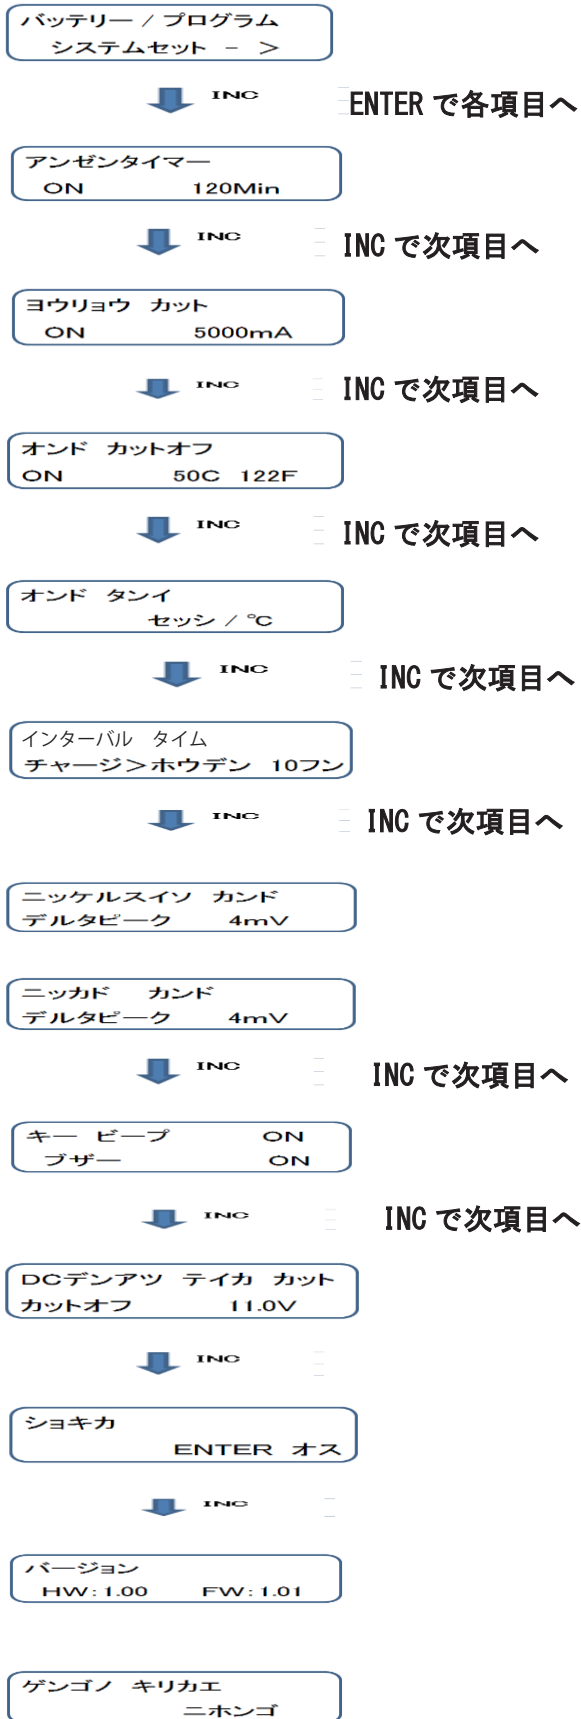 バッテリー / プログラム
システムセット - >
INC
ENTER で各項目へ
アンゼンタイマー
ON 120Min
INC
INC で次項目へ
ヨウリョウ カット
ON 5000mA
INC
INC で次項目へ
オンド カットオフ
ON 50C 122F
INC
INC で次項目へ
オンド タンイ
セッシ / ℃
INC
INC で次項目へ
インターバル タイム
チャージ>ホウデン 10フン
INC
INC で次項目へ
ニッケルスイソ カンド
デルタピーク 4mV
ニッカド カンド
デルタピーク 4mV
INC
INC で次項目へ
キー ビープ ON
ブザー ON
INC
INC で次項目へ
DCデンアツ テイカ カット
カットオフ 11.0V
INC
ショキカ
ENTER オス
INC
バージョン
HW:1.00 FW:1.01
ゲンゴノ キリカエ
ニホンゴ